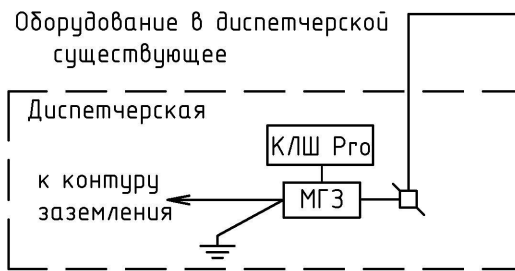 Оборудование в диспетчерской
существующее
Диспетчерская
КЛШ Pro
к контуру
заземления
МГЗ